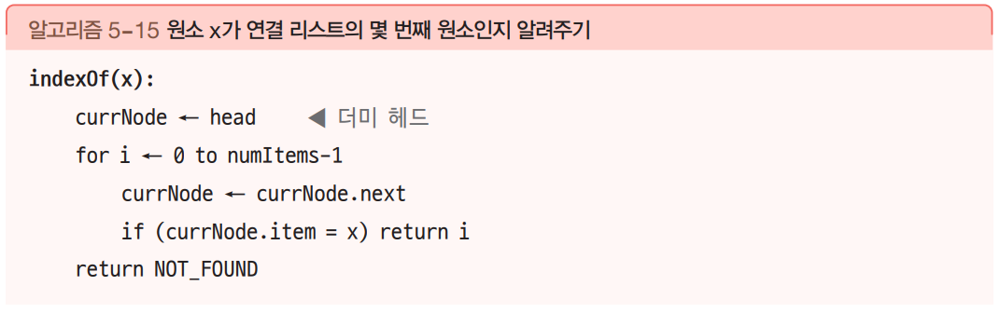 알고리즘 5-15 원소 x가 연결 리스트의 몇 번째 원소인지 알려주기
indexOf(x):
currNode ← head ◀ 더미 헤드
for i ← 0 to numItems-1
currNode ← currNode.next
if (currNode.item = x) return i
return NOT_FOUND